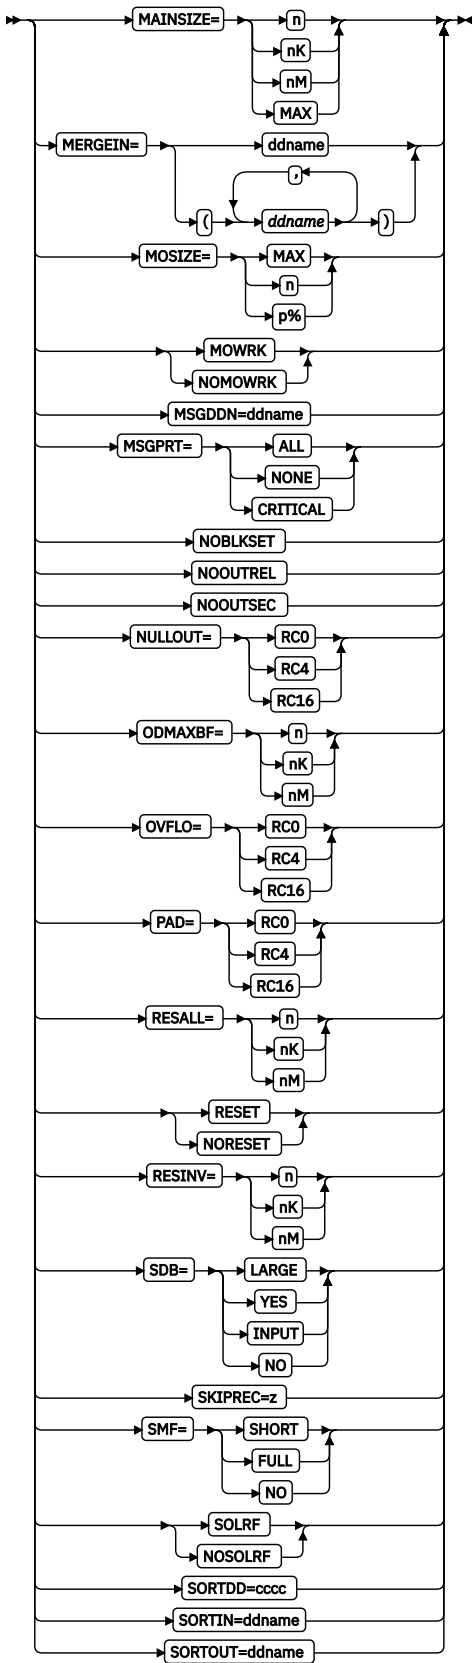 MAINSIZE= n
nK
nM
MAX
MERGEIN= ddname
,
( ddname )
MOSIZE= MAX
n
p%
MOWRK
NOMOWRK
MSGDDN=ddname
MSGPRT= ALL
NONE
CRITICAL
NOBLKSET
NOOUTREL
NOOUTSEC
NULLOUT= RC0
RC4
RC16
ODMAXBF= n
nK
nM
OVFLO= RC0
RC4
RC16
PAD= RC0
RC4
RC16
RESALL= n
nK
nM
RESET
NORESET
RESINV= n
nK
nM
SDB= LARGE
YES
INPUT
NO
SKIPREC=z
SMF= SHORT
FULL
NO
SOLRF
NOSOLRF
SORTDD=cccc
SORTIN=ddname
SORTOUT=ddname